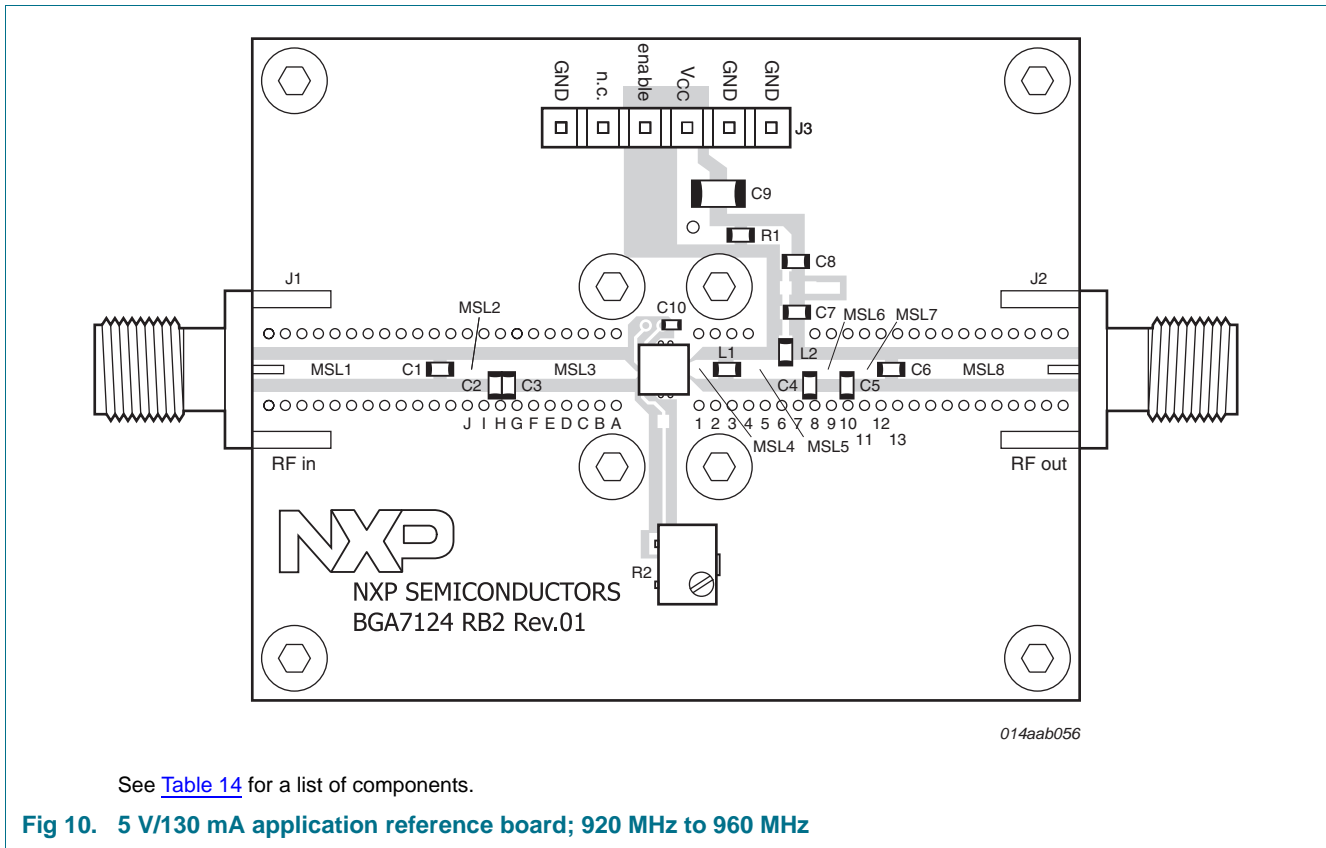 GND n.c. enable VCC GND GND
J3
C9
R1
C8
J1
J2
MSL2
C10
C7
MSL6
MSL7
MSL1
C1
C2
C3
MSL3
L1
L2
C4
C5
C6
MSL8
J I H G F E D C B A
1 2 3 4 5 6 7 8 9 10 11 12 13
MSL4
MSL5
RF in
RF out
R2
NXP
NXP SEMICONDUCTORS
BGA7124 RB2 Rev.01
014aab056
See Table 14 for a list of components.
Fig 10. 5 V/130 mA application reference board; 920 MHz to 960 MHz